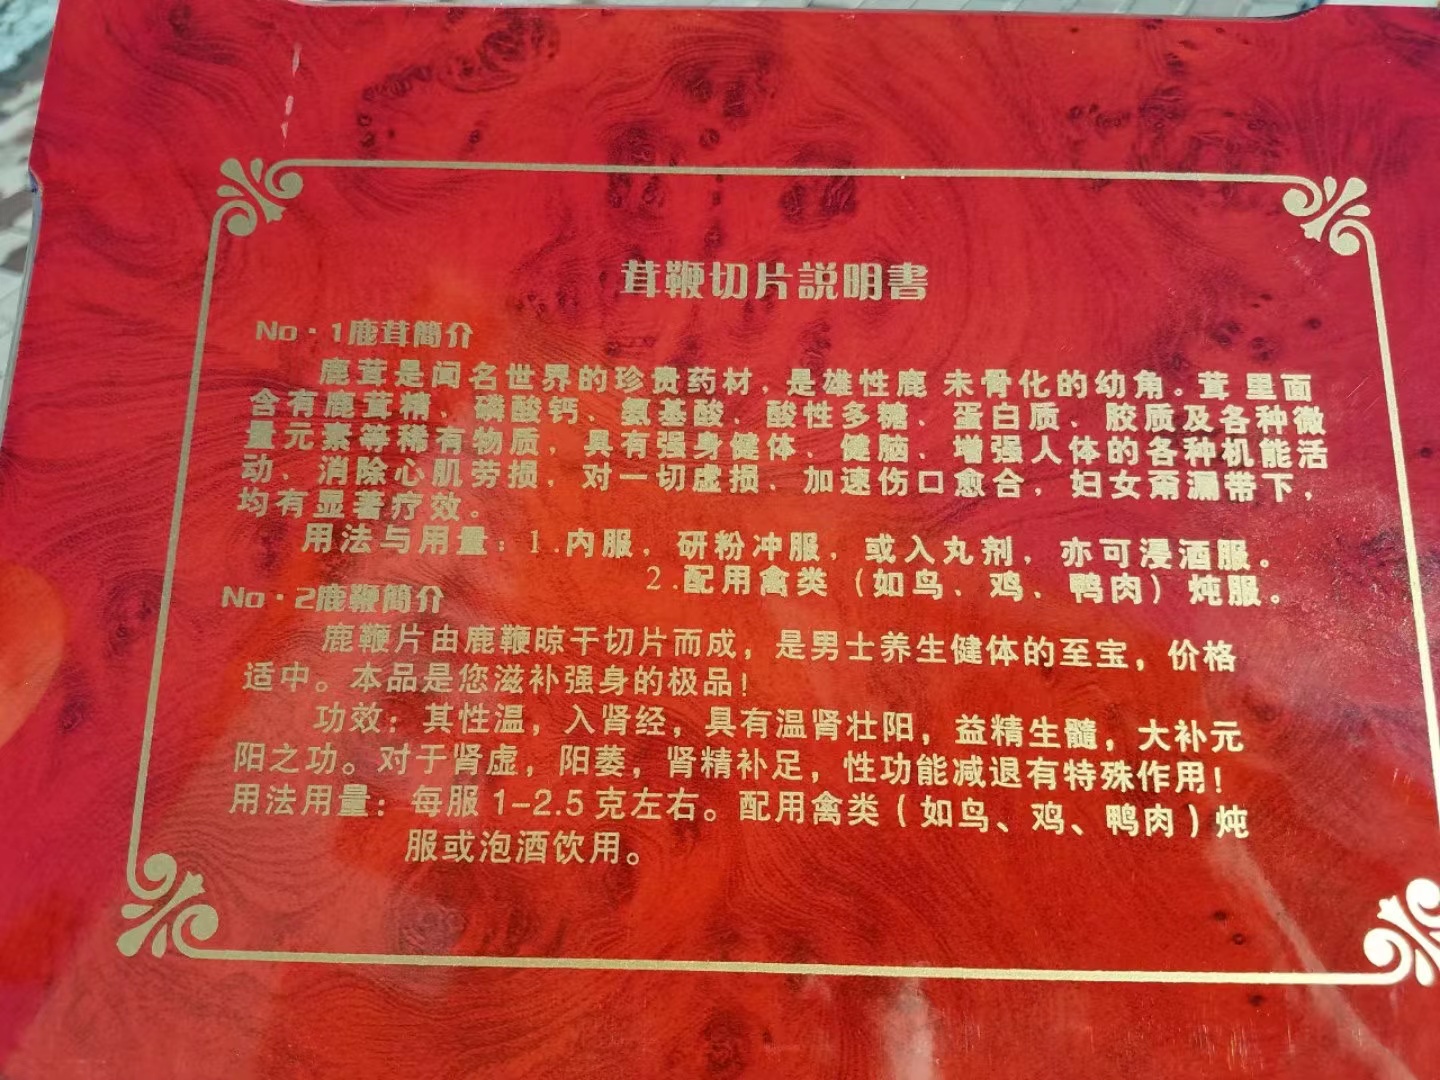 茸鞭切片説明書
No·1鹿茸簡介
鹿茸是闻名世界的珍贵药材，是雄性鹿 未骨化的幼角。茸 里面
含有鹿茸精、磷酸钙、氨基酸、酸性多糖、蛋白质、胶质及各种微
量元素等稀有物质，具有强身健体、健脑、增强人体的各种机能活
动、消除心肌劳损，对一切虚损、加速伤口愈合，妇女崩漏带下，
均有显著疗效。
用法与用量：1.内服，研粉冲服，或入丸剂，亦可浸酒服。
2.配用禽类（如鸟、鸡、鸭肉）炖服。
No·2鹿鞭簡介
鹿鞭片由鹿鞭晾干切片而成，是男士养生健体的至宝，价格
适中。本品是您滋补强身的极品！
功效：其性温，入肾经，具有温肾壮阳，益精生髓，大补元
阳之功。对于肾虚，阳萎，肾精补足，性功能减退有特殊作用！
用法用量：每服1-2.5克左右。配用禽类（如鸟、鸡、鸭肉）炖
服或泡酒饮用。